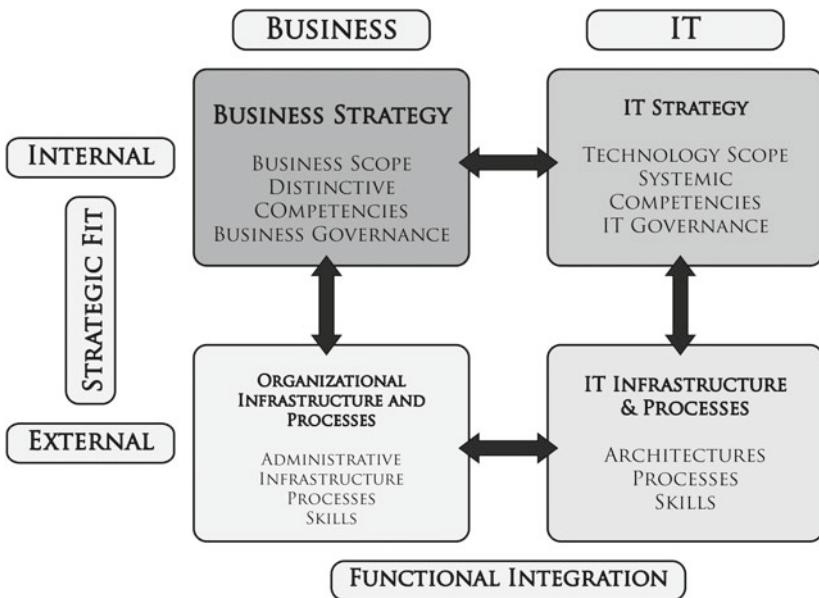 BUSINESS
IT
INTERNAL
STRATEGIC FIT
EXTERNAL
BUSINESS STRATEGY
BUSINESS SCOPE
DISTINCTIVE
COMPETENCIES
BUSINESS GOVERNANCE
IT STRATEGY
TECHNOLOGY SCOPE
SYSTEMIC
COMPETENCIES
IT GOVERNANCE
ORGANIZATIONAL
INFRASTRUCTURE AND
PROCESSES
ADMINISTRATIVE
INFRASTRUCTURE
PROCESSES
SKILLS
IT INFRASTRUCTURE
& PROCESSES
ARCHITECTURES
PROCESSES
SKILLS
FUNCTIONAL INTEGRATION